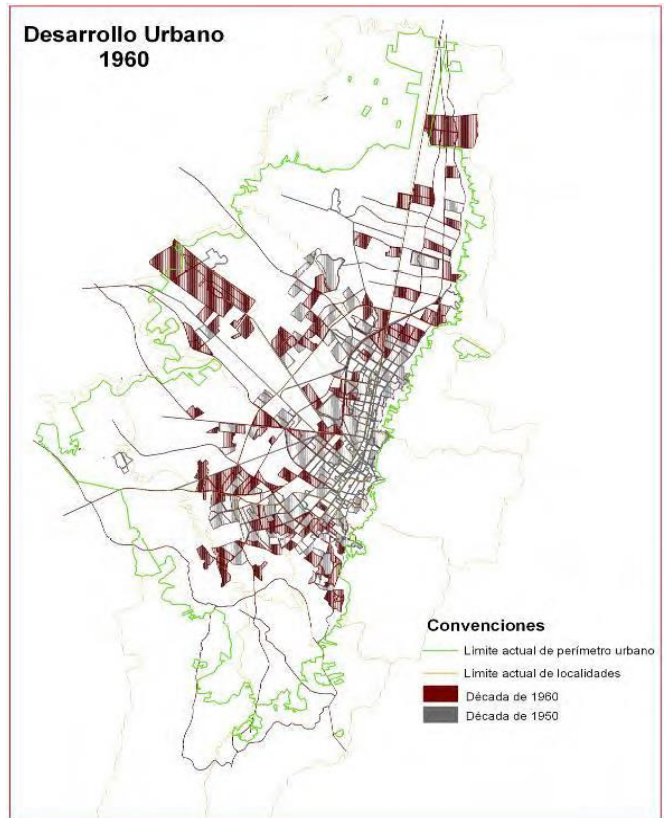 Desarrollo Urbano
1960
Convenciones
Limite actual de perímetro urbano
Limite actual de localidades
Década de 1960
Década de 1950